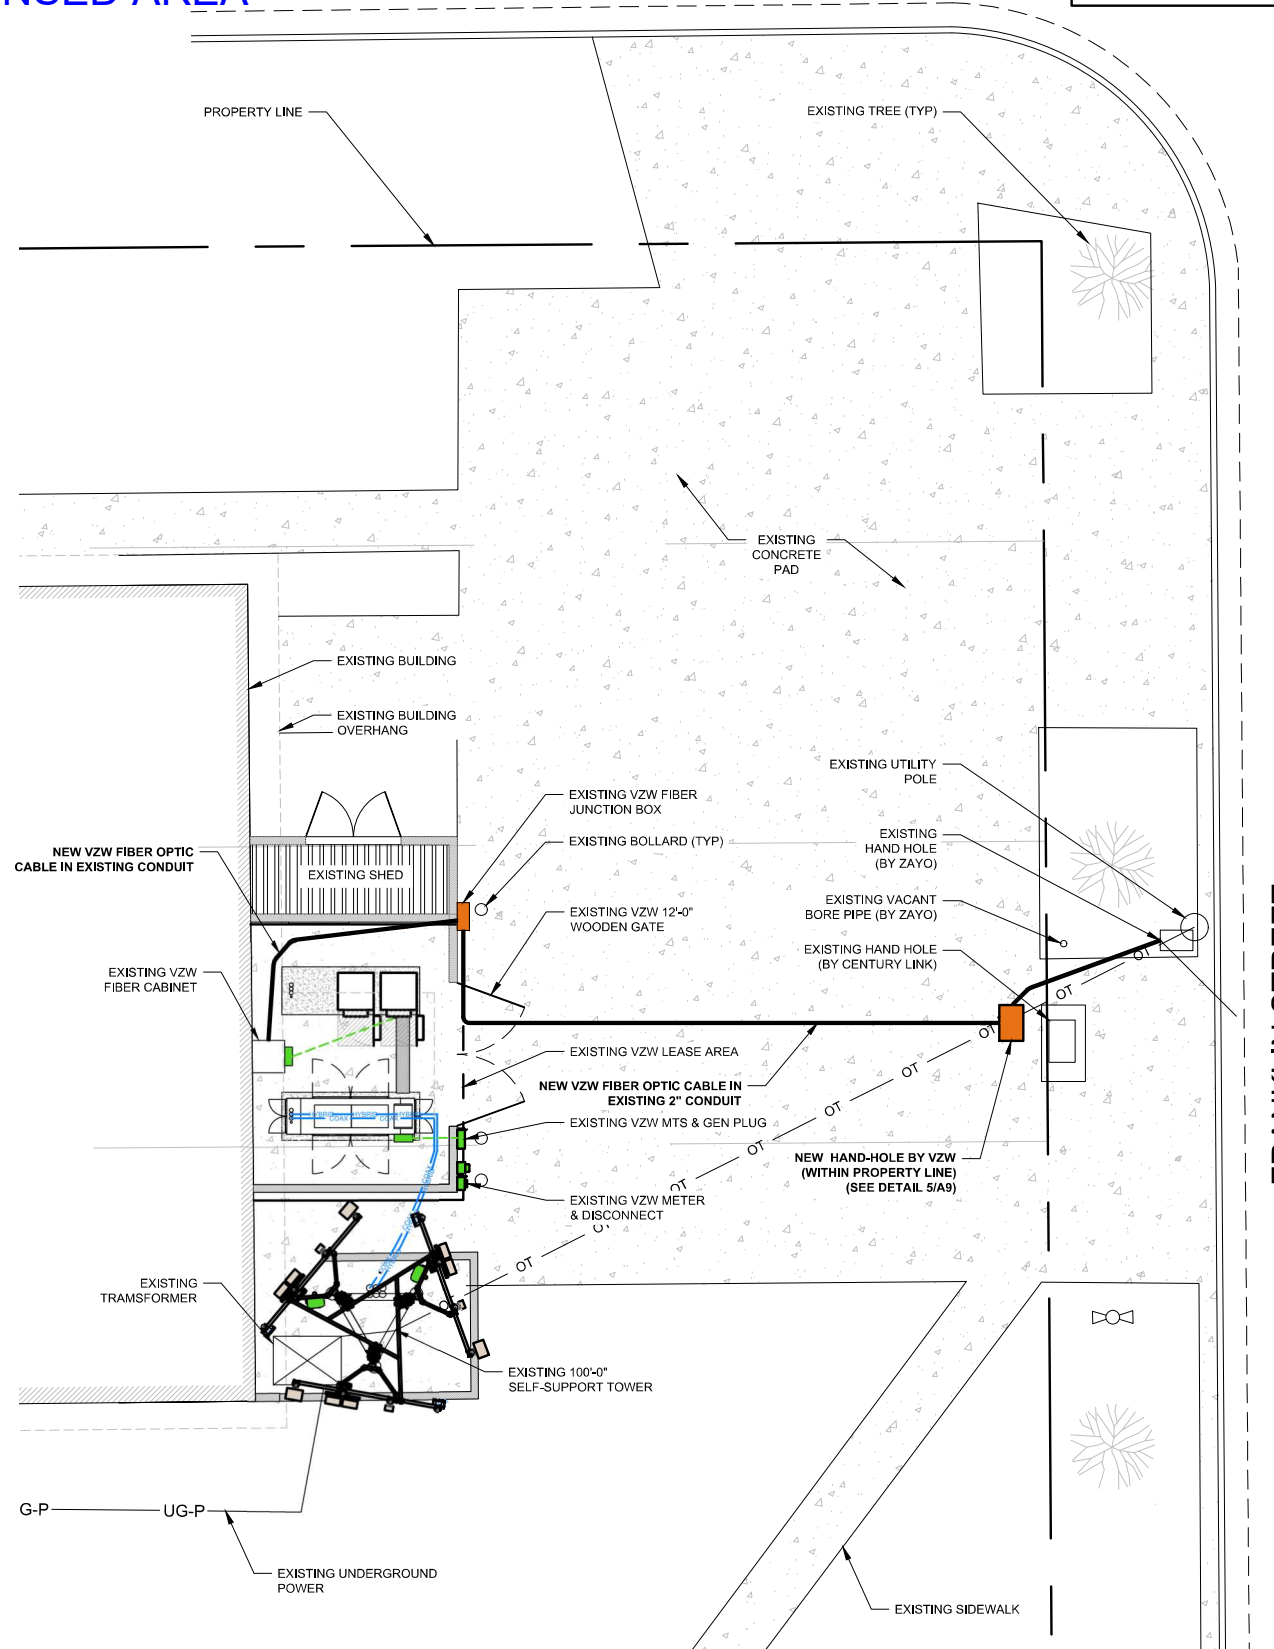 PROPERTY LINE
EXISTING TREE (TYP)
EXISTING
CONCRETE
PAD
EXISTING BUILDING
EXISTING BUILDING
OVERHANG
EXISTING UTILITY
POLE
EXISTING VZW FIBER
JUNCTION BOX
EXISTING BOLLARD (TYP)
EXISTING
HAND HOLE
(BY ZAYO)
NEW VZW FIBER OPTIC
CABLE IN EXISTING CONDUIT
EXISTING SHED
EXISTING VZW 12'-0"
WOODEN GATE
EXISTING VACANT
BORE PIPE (BY ZAYO)
EXISTING HAND HOLE
(BY CENTURY LINK)
EXISTING VZW
FIBER CABINET
OT
OT
OT
OT
OT
OT
OT
OT
EXISTING VZW LEASE AREA
NEW VZW FIBER OPTIC CABLE IN
EXISTING 2" CONDUIT
HYBRID
HYBRID
HYBRID
COAX
COAX
EXISTING VZW MTS & GEN PLUG
NEW HAND-HOLE BY VZW
(WITHIN PROPERTY LINE)
(SEE DETAIL 5/A9)
EXISTING VZW METER
& DISCONNECT
EXISTING
TRAMSFORMER
EXISTING 100'-0"
SELF-SUPPORT TOWER
G-P
UG-P
EXISTING UNDERGROUND
POWER
EXISTING SIDEWALK